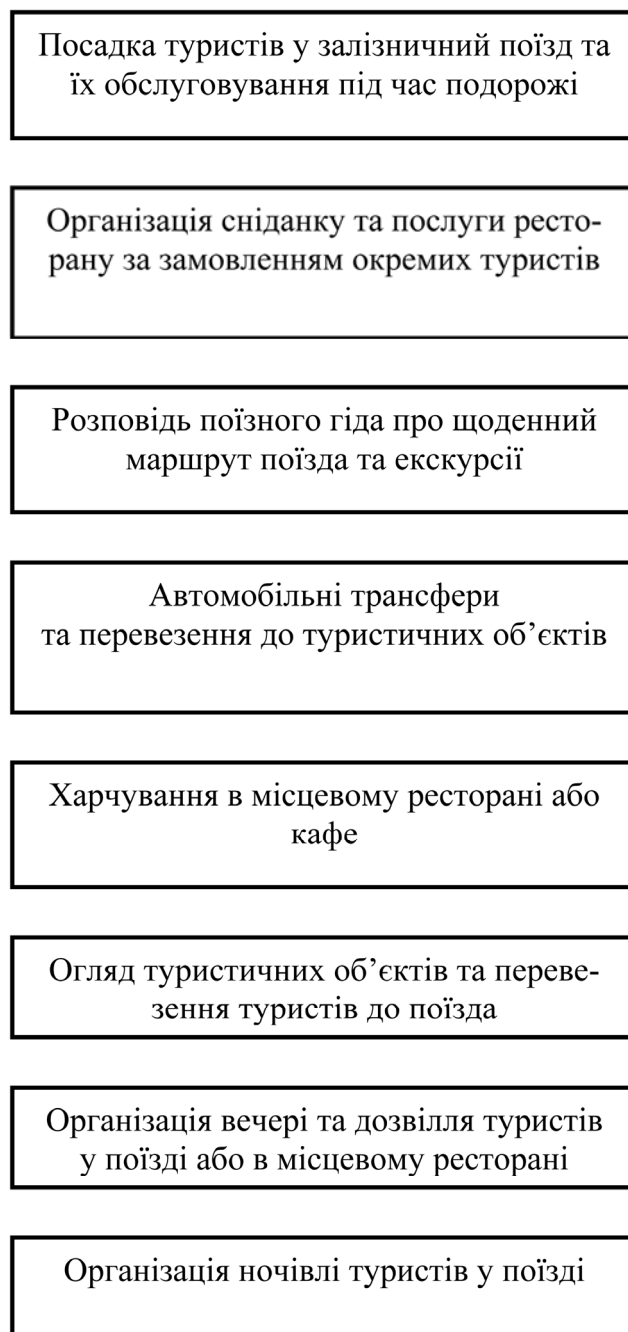 Посадка туристів у залізничний поїзд та
їх обслуговування під час подорожі
Організація сніданку та послуги ресто-
рану за замовленням окремих туристів
Розповідь поїзного гіда про щоденний
маршрут поїзда та екскурсії
Автомобільні трансфери
та перевезення до туристичних об’єктів
Харчування в місцевому ресторані або
кафе
Огляд туристичних об’єктів та переве-
зення туристів до поїзда
Організація вечері та дозвілля туристів
у поїзді або в місцевому ресторані
Організація ночівлі туристів у поїзді